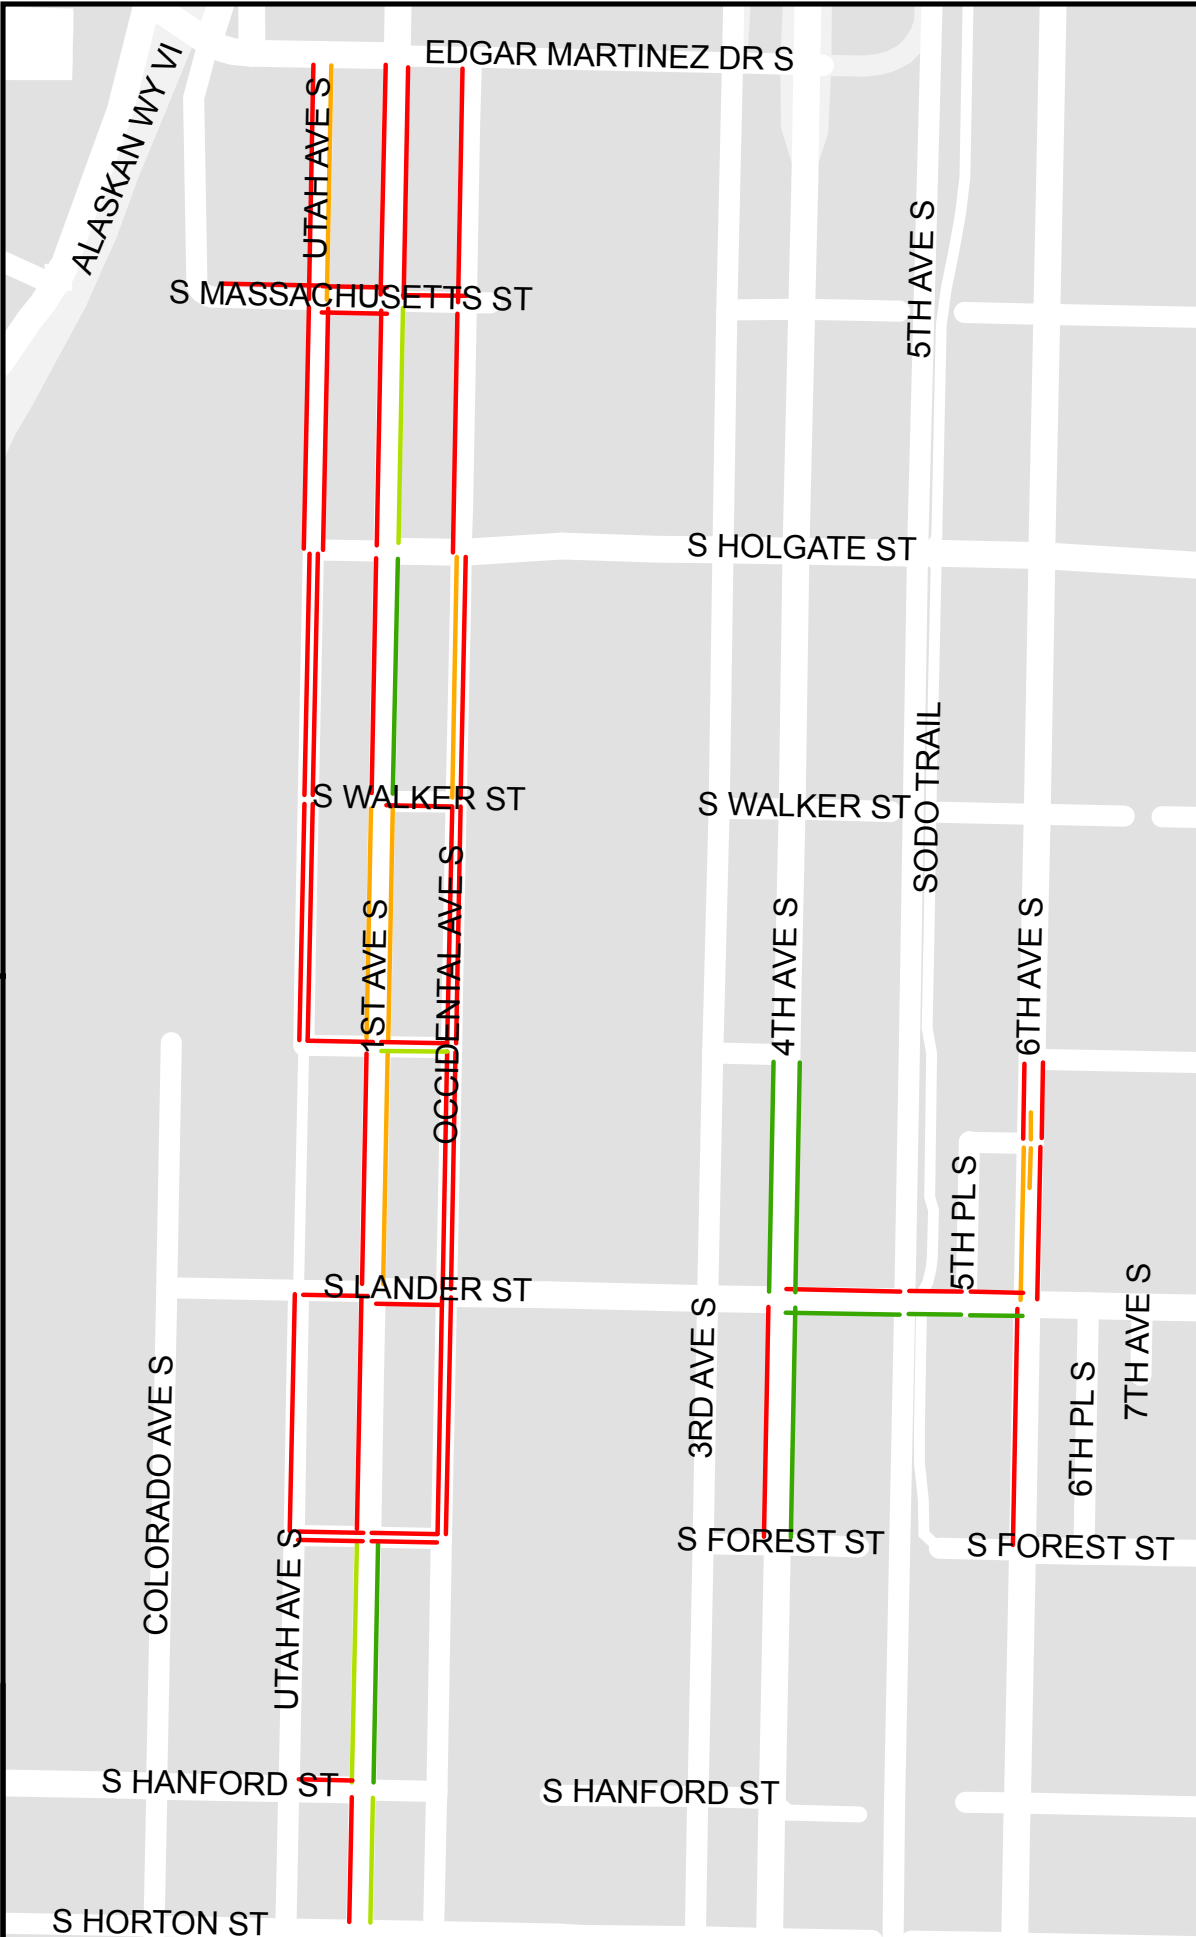 EDGAR MARTINEZ DR S
ALASKAN WY VI
UTAH AVE S
5TH AVE S
S MASSACHUSETTS ST
S HOLGATE ST
SODO TRAIL
S WALKER ST
S WALKER ST
OCCIDENTAL AVE S
1ST AVE S
4TH AVE S
6TH AVE S
5TH PL S
S LANDER ST
7TH AVE S
3RD AVE S
COLORADO AVE S
6TH PL S
UTAH AVE S
S FOREST ST
S FOREST ST
S HANFORD ST
S HANFORD ST
S HORTON ST